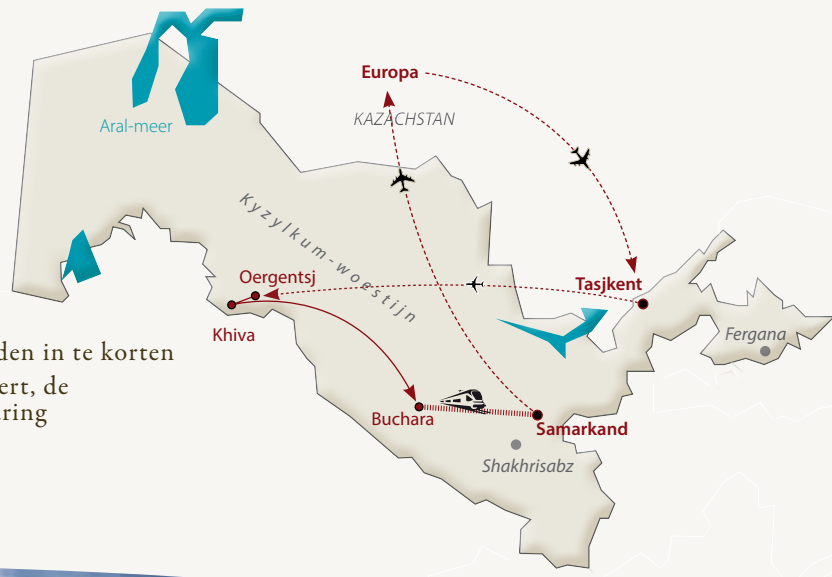 Europa
KAZACHSTAN
Aral-meer
Kyzylkum-woestijn
Oergentsj
Tasjkent
Khiva
Fergana
den in te korten
ert, de
ring
Buchara
Samarkand
Shakhrisabz